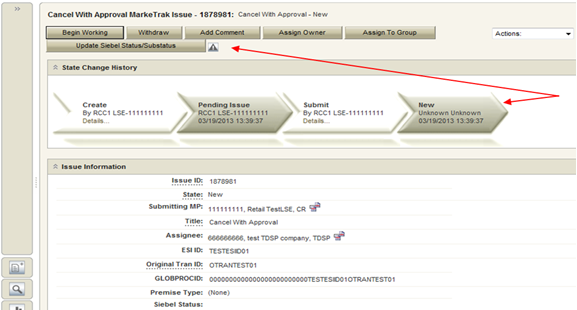 Cancel With Approval MarkeTrak Issue - 1878981: Cancel With Approval - New
Begin Working Withdraw Add Comment Assign Owner Assign To Group Actions:
Update Siebel Status/Substatus
State Change History
Create Pending Issue Submit New
By RCC1 LSE-111111111 RCC1 LSE-111111111 By RCC1 LSE-111111111 Unknown Unknown
Details... 03/19/2013 13:39:37 Details... 03/19/2013 13:39:37
Issue Information
Issue ID: 1878981
State: New
Submitting MP: 111111111, Retail TestLSE, CR
Title: Cancel With Approval
Assignee: 666666666, test TDSP company, TDSP
ESI ID: TESTESIID01
Original Tran ID: OTRANTEST01
Premise Type: (None)
Siebel Status: